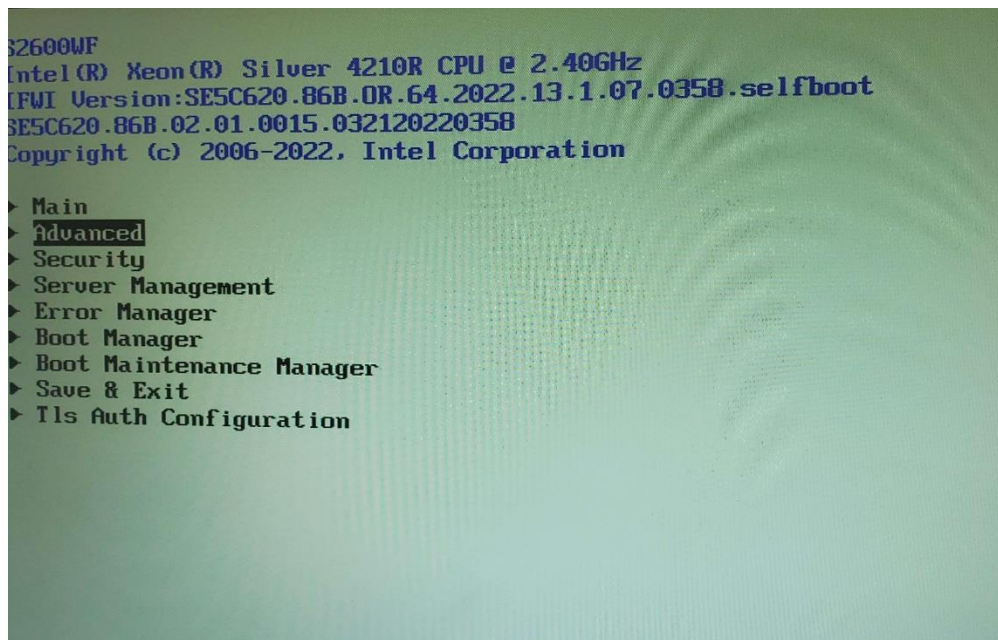 S2600WF
Intel(R) Xeon(R) Silver 4210R CPU @ 2.40GHz
IFWI Version:SE5C620.86B.OR.64.2022.13.1.07.0358.selfboot
SE5C620.86B.02.01.0015.032120220358
Copyright (c) 2006-2022, Intel Corporation
Main
Advanced
Security
Server Management
Error Manager
Boot Manager
Boot Maintenance Manager
Save & Exit
Tls Auth Configuration